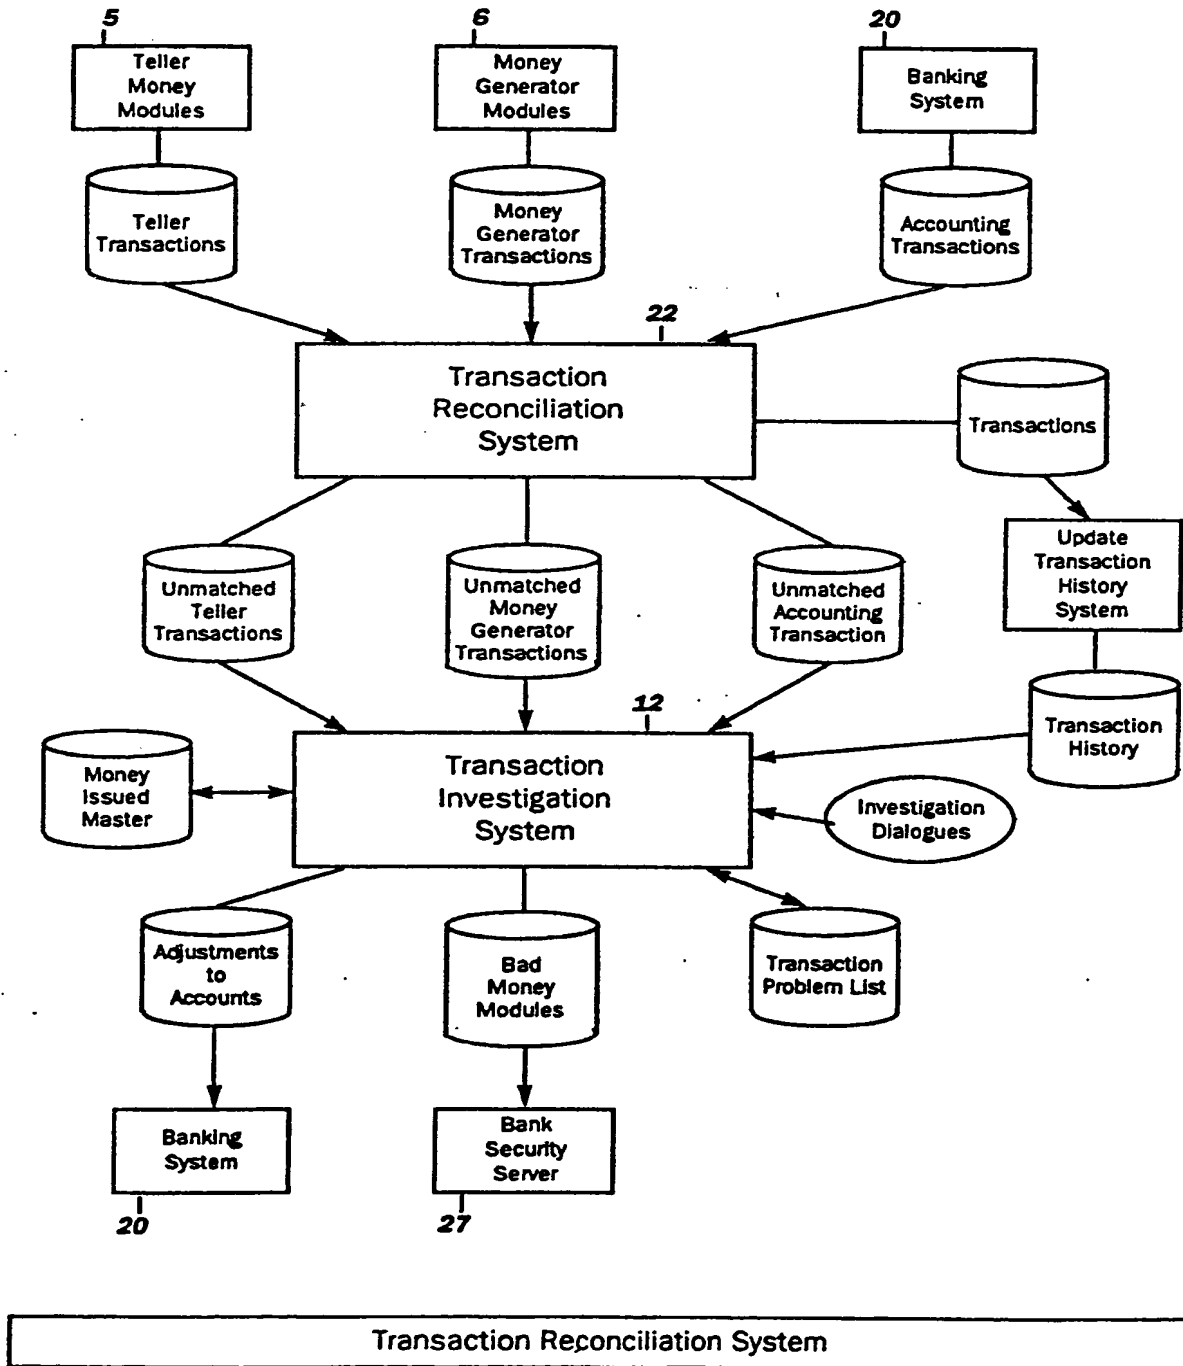 5
6
20
Teller
Money
Modules
Money
Generator
Modules
Banking
System
Teller
Transactions
Money
Generator
Transactions
Accounting
Transactions
22
Transaction
Reconciliation
System
Transactions
Update
Transaction
History
System
Unmatched
Teller
Transactions
Unmatched
Money
Generator
Transactions
Unmatched
Accounting
Transaction
12
Transaction
History
Money
Issued
Master
Transaction
Investigation
System
Investigation
Dialogues
Adjustments
to
Accounts
Bad
Money
Modules
Transaction
Problem List
Banking
System
Bank
Security
Server
20
27
Transaction Reconciliation System